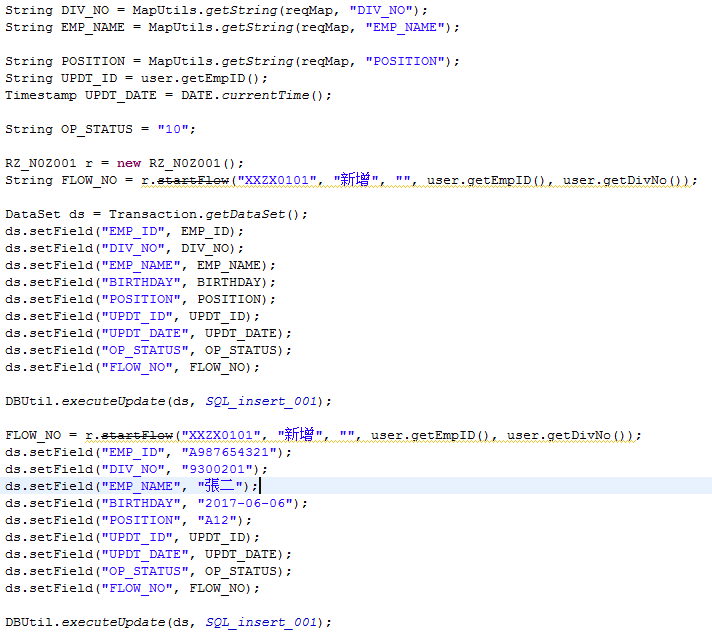 String DIV_NO = MapUtils.getString(reqMap, "DIV_NO");
String EMP_NAME = MapUtils.getString(reqMap, "EMP_NAME");
String POSITION = MapUtils.getString(reqMap, "POSITION");
String UPDT_ID = user.getEmpID();
Timestamp UPDT_DATE = DATE.currentTime();
String OP_STATUS = "10";
RZ_N0Z001 r = new RZ_N0Z001();
String FLOW_NO = r.startFlow("XXZX0101", "新增", "", user.getEmpID(), user.getDivNo());
DataSet ds = Transaction.getDataSet();
ds.setField("EMP_ID", EMP_ID);
ds.setField("DIV_NO", DIV_NO);
ds.setField("EMP_NAME", EMP_NAME);
ds.setField("BIRTHDAY", BIRTHDAY);
ds.setField("POSITION", POSITION);
ds.setField("UPDT_ID", UPDT_ID);
ds.setField("UPDT_DATE", UPDT_DATE);
ds.setField("OP_STATUS", OP_STATUS);
ds.setField("FLOW_NO", FLOW_NO);
DBUtil.executeUpdate(ds, SQL_insert_001);
FLOW_NO = r.startFlow("XXZX0101", "新增", "", user.getEmpID(), user.getDivNo());
ds.setField("EMP_ID", "A987654321");
ds.setField("DIV_NO", "9300201");
ds.setField("EMP_NAME", "張二");
ds.setField("BIRTHDAY", "2017-06-06");
ds.setField("POSITION", "A12");
ds.setField("UPDT_ID", UPDT_ID);
ds.setField("UPDT_DATE", UPDT_DATE);
ds.setField("OP_STATUS", OP_STATUS);
ds.setField("FLOW_NO", FLOW_NO);
DBUtil.executeUpdate(ds, SQL_insert_001);